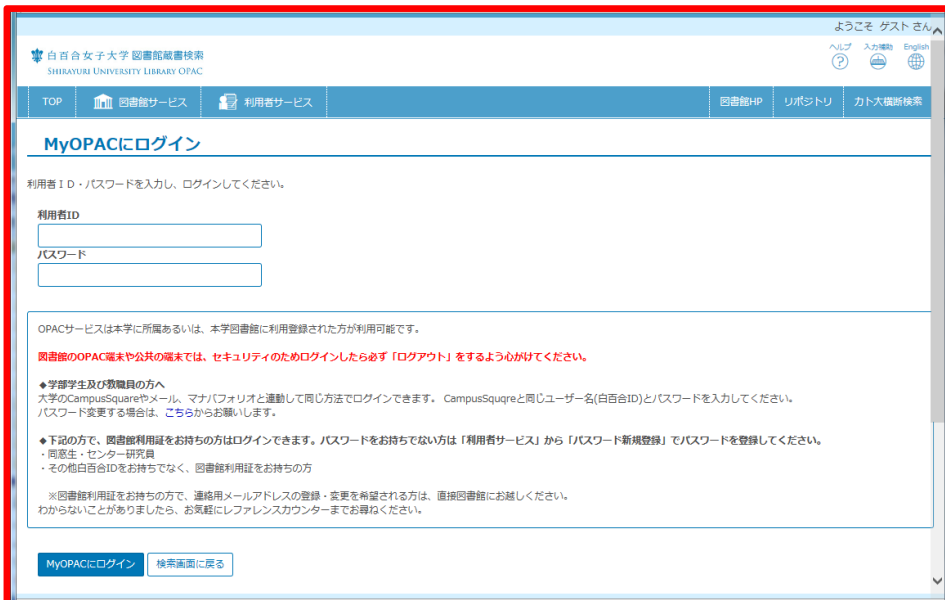 ようこそ ゲスト さん
白百合女子大学 図書館蔵書検索
SHIRAYURI UNIVERSITY LIBRARY OPAC
ヘルプ 入力補助 English
TOP 図書館サービス 利用者サービス 図書館HP リポジトリ カト大横断検索
MyOPACにログイン
利用者ＩＤ・パスワードを入力し、ログインしてください。
利用者ID
パスワード
OPACサービスは本学に所属あるいは、本学図書館に利用登録された方が利用可能です。
図書館のOPAC端末や公共の端末では、セキュリティのためログインしたら必ず「ログアウト」をするよう心がけてください。
◆学部学生及び教職員の方へ
大学のCampusSquareやメール、マナバフォリオと連動して同じ方法でログインできます。 CampusSquqreと同じユーザー名(白百合ID)とパスワードを入力してください。
パスワード変更する場合は、こちらからお願いします。
◆下記の方で、図書館利用証をお持ちの方はログインできます。パスワードをお持ちでない方は「利用者サービス」から「パスワード新規登録」でパスワードを登録してください。
・同窓生・センター研究員
・その他白百合IDをお持ちでなく、図書館利用証をお持ちの方
※図書館利用証をお持ちの方で、連絡用メールアドレスの登録・変更を希望される方は、直接図書館にお越しください。
わからないことがありましたら、お気軽にレファレンスカウンターまでお尋ねください。
MyOPACにログイン 検索画面に戻る